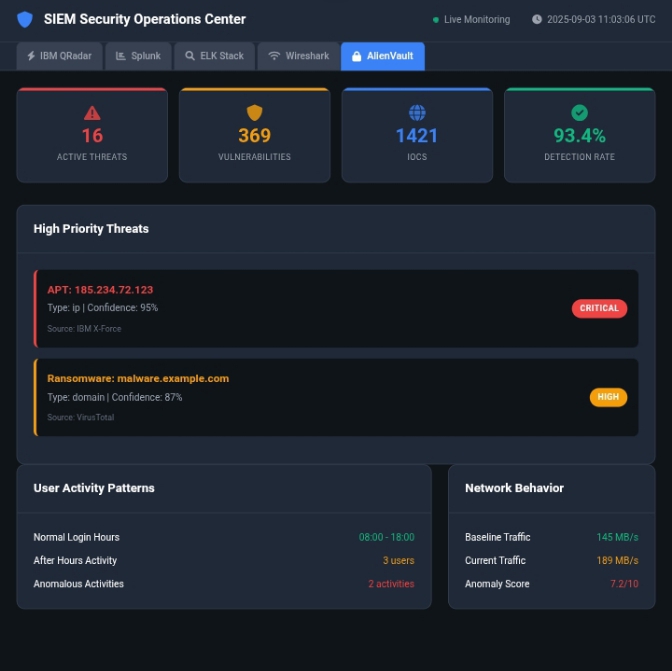 SIEM Security Operations Center
Live Monitoring
2025-09-03 11:03:06 UTC
IBM QRadar
Splunk
ELK Stack
Wireshark
AlienVault
16
ACTIVE THREATS
369
VULNERABILITIES
1421
IOCS
93.4%
DETECTION RATE
High Priority Threats
APT: 185.234.72.123
Type: ip | Confidence: 95%
Source: IBM X-Force
CRITICAL
Ransomware: malware.example.com
Type: domain | Confidence: 87%
Source: VirusTotal
HIGH
User Activity Patterns
Normal Login Hours 08:00 - 18:00
After Hours Activity 3 users
Anomalous Activities 2 activities
Network Behavior
Baseline Traffic 145 MB/s
Current Traffic 189 MB/s
Anomaly Score 7.2/10